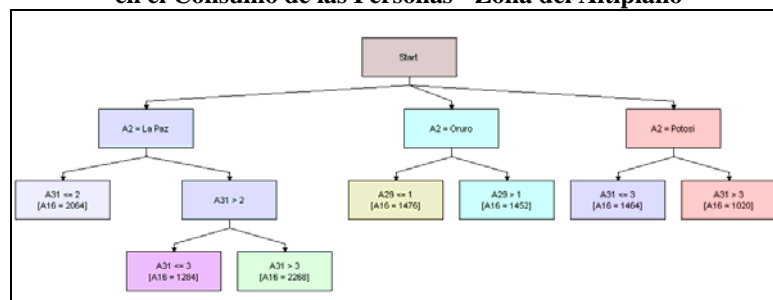 en el Consumo de las Personas - Zona del Altiplano
Start
A2 = La Paz
A2 = Oruro
A2 = Potosi
A31 <= 2
[A16 = 2064]
A31 > 2
A29 <= 1
[A16 = 1476]
A29 > 1
[A16 = 1452]
A31 <= 3
[A16 = 1464]
A31 > 3
[A16 = 1020]
A31 <= 3
[A16 = 1284]
A31 > 3
[A16 = 2268]